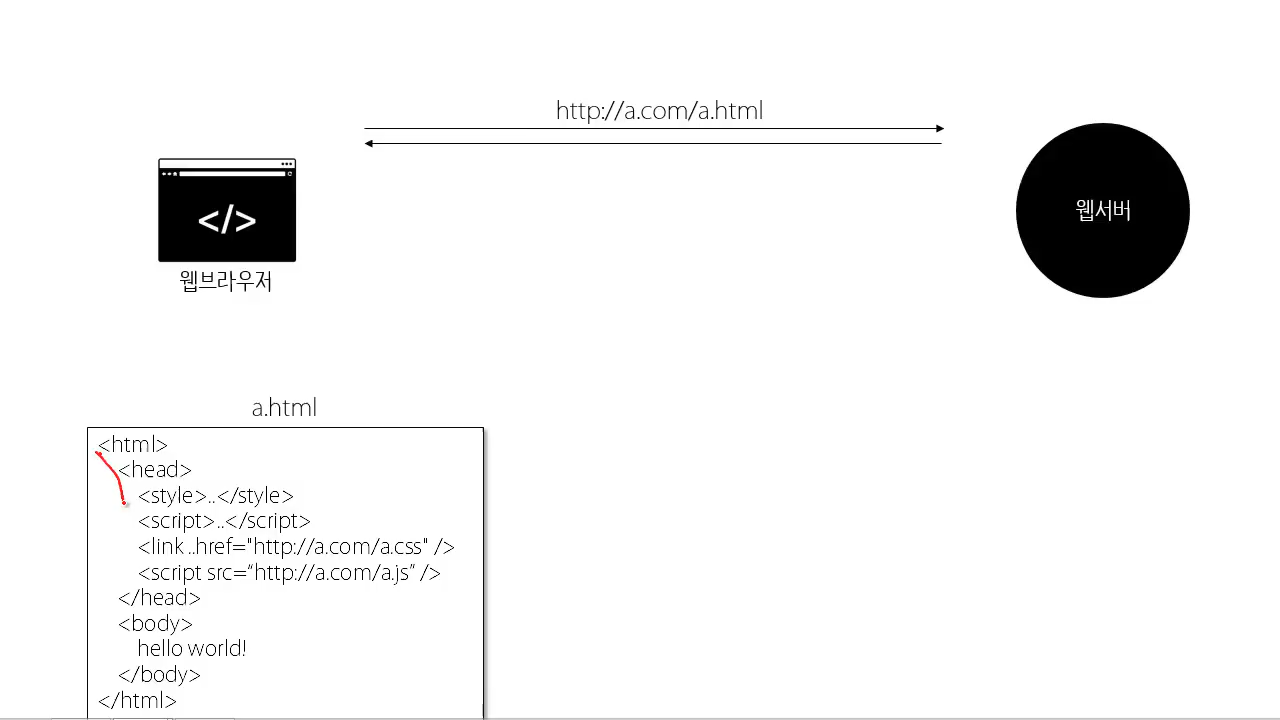 http://a.com/a.html
</>
웹서버
웹브라우저
a.html
<html>
<head>
<style>..</style>
<script>..</script>
<link ..href="http://a.com/a.css" />
<script src=“http://a.com/a.js” />
</head>
<body>
hello world!
</body>
</html>